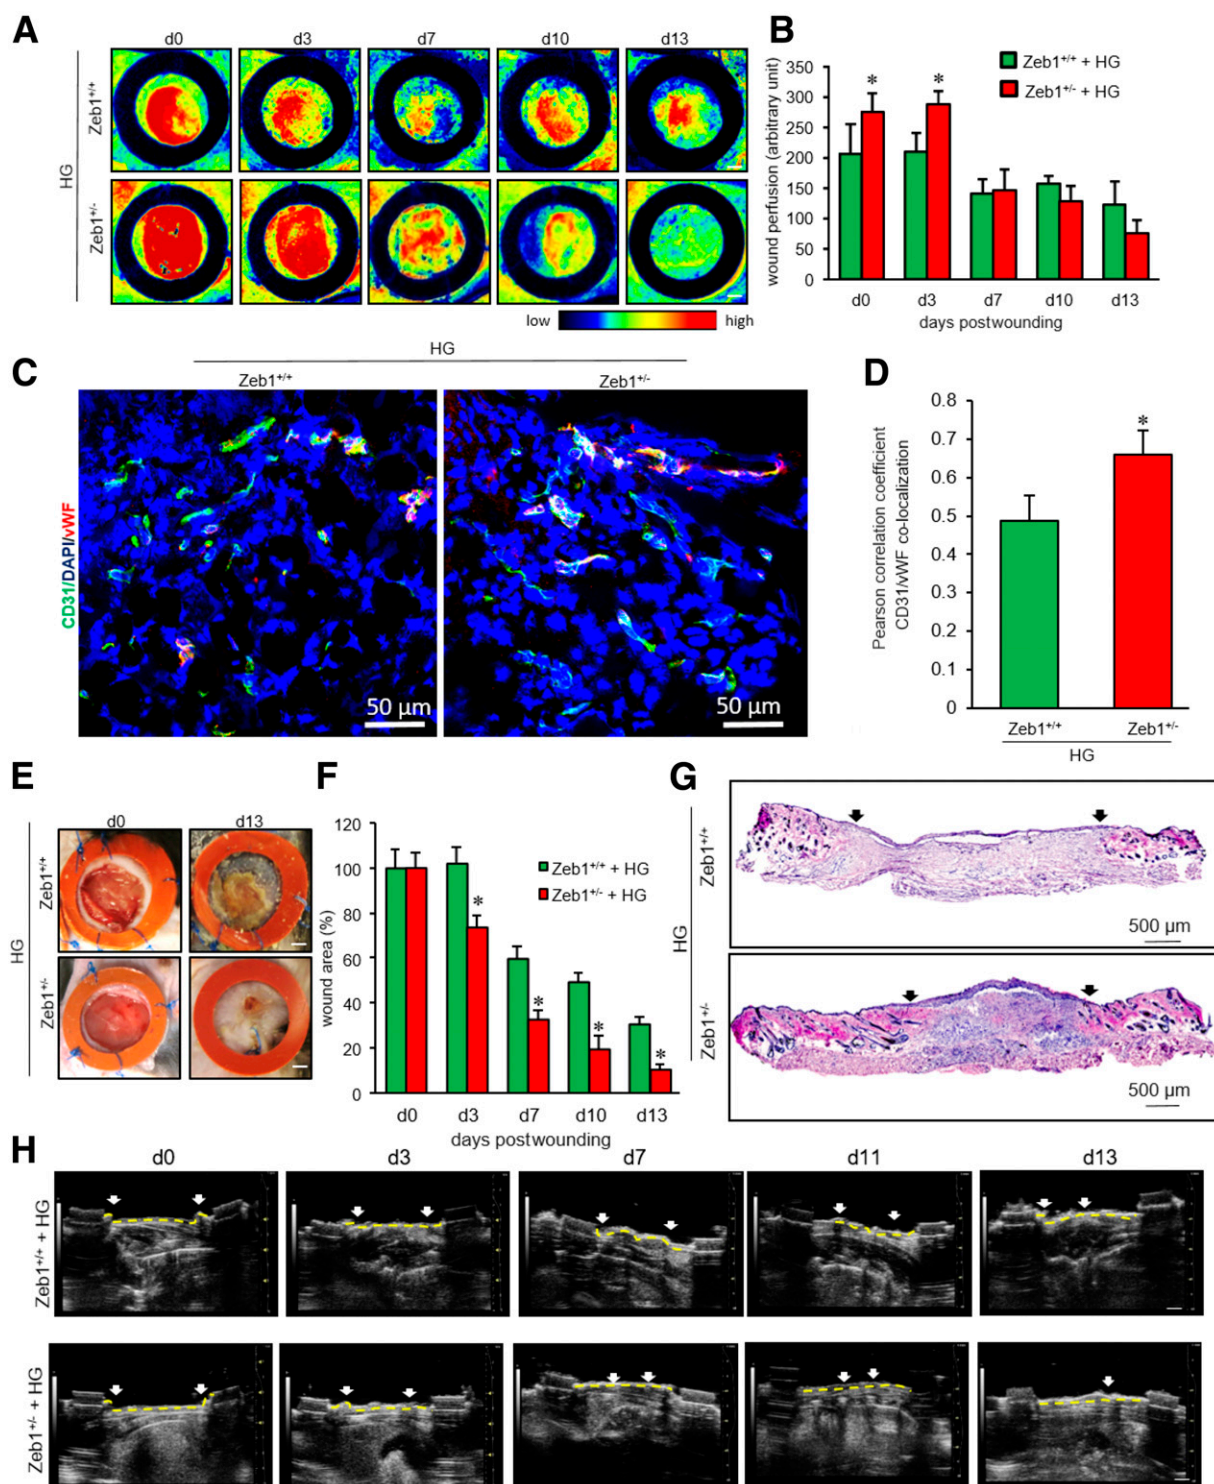 A
d0 d3 d7 d10 d13
HG
Zeb1+/+
Zeb1+/-
low high
B
Zeb1+/+ + HG
Zeb1+/- + HG
wound perfusion (arbitrary unit)
350
300
250
200
150
100
50
0
* *
d0 d3 d7 d10 d13
days postwounding
C
HG
Zeb1+/+ Zeb1+/-
CD31/DAPI/vWF
50 µm 50 µm
D
Pearson correlation coefficient
CD31/vWF co-localization
0.8
0.7
0.6
0.5
0.4
0.3
0.2
0.1
0
*
Zeb1+/+ Zeb1+/-
HG
E
d0 d13
HG
Zeb1+/+
Zeb1+/-
F
wound area (%)
120
100
80
60
40
20
0
Zeb1+/+ + HG
Zeb1+/- + HG
* * * *
d0 d3 d7 d10 d13
days postwounding
G
HG
Zeb1+/+
500 µm
Zeb1+/-
500 µm
H
d0 d3 d7 d11 d13
Zeb1+/+ + HG
Zeb1+/- + HG